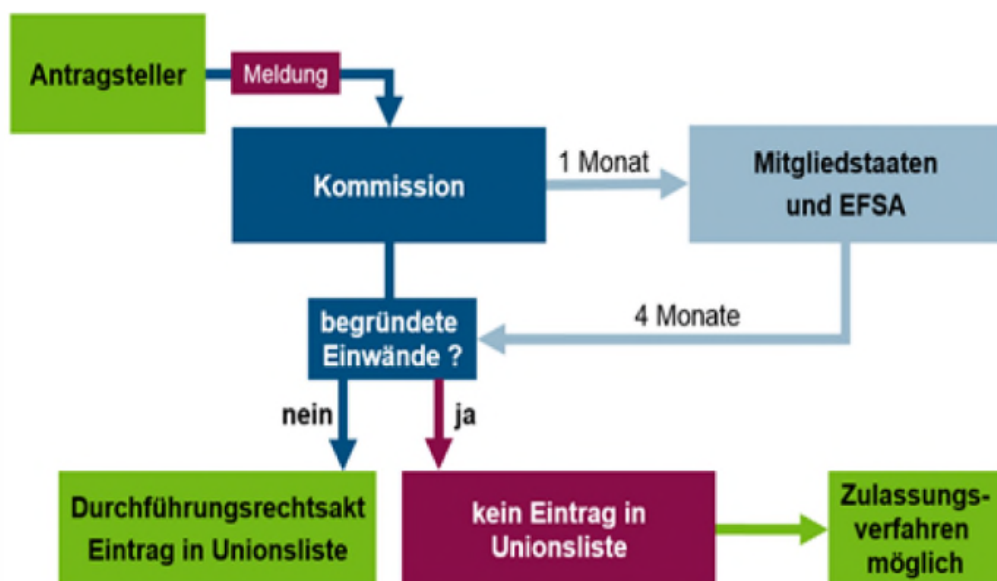 Antragsteller
Meldung
Kommission
1 Monat
Mitgliedstaaten
und EFSA
4 Monate
begründete
Einwände ?
nein
ja
Durchführungsrechtsakt
Eintrag in Unionsliste
kein Eintrag in
Unionsliste
Zulassungs-
verfahren
möglich